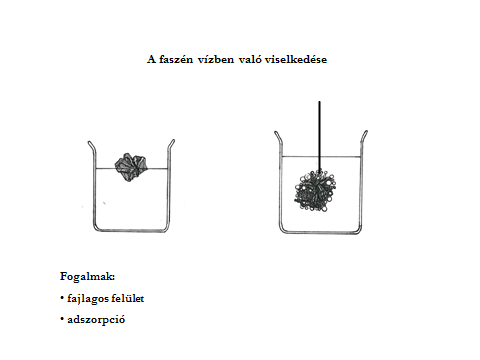 A faszén vízben való viselkedése
Fogalmak:
• fajlagos felület
• adszorpció